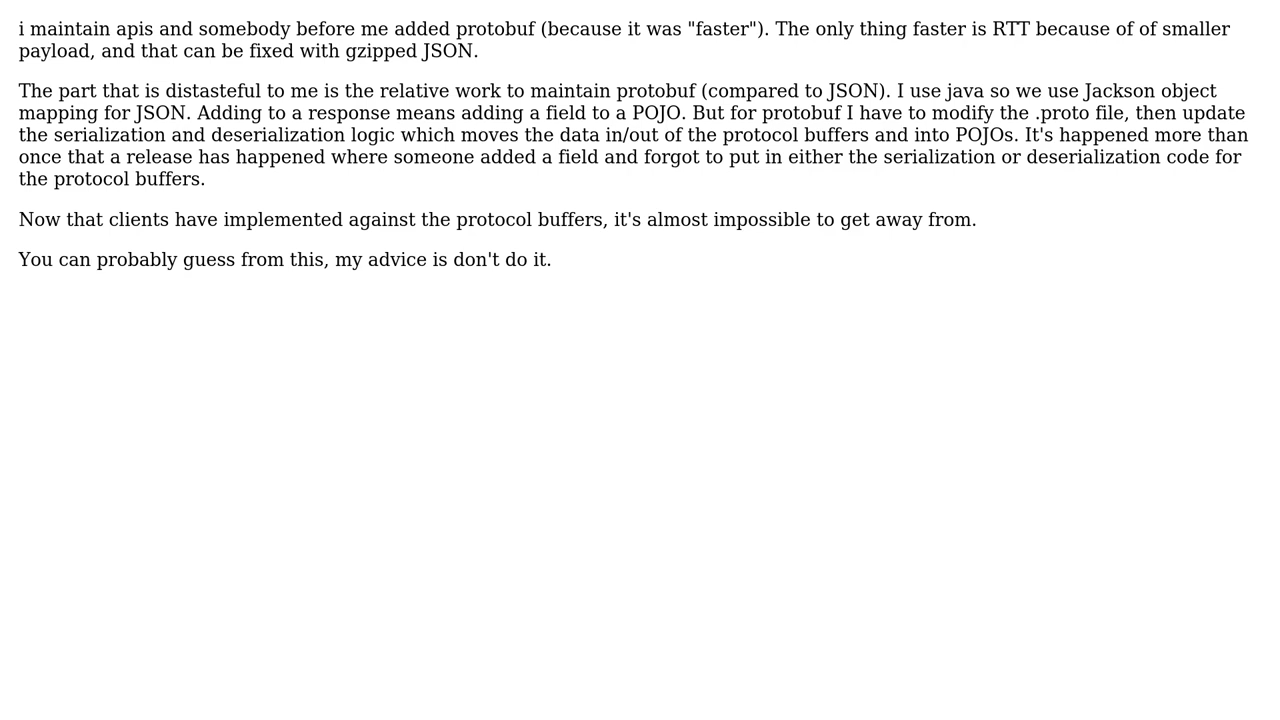 i maintain apis and somebody before me added protobuf (because it was "faster"). The only thing faster is RTT because of of smaller
payload, and that can be fixed with gzipped JSON.
The part that is distasteful to me is the relative work to maintain protobuf (compared to JSON). I use java so we use Jackson object
mapping for JSON. Adding to a response means adding a field to a POJO. But for protobuf I have to modify the .proto file, then update
the serialization and deserialization logic which moves the data in/out of the protocol buffers and into POJOs. It's happened more than
once that a release has happened where someone added a field and forgot to put in either the serialization or deserialization code for
the protocol buffers.
Now that clients have implemented against the protocol buffers, it's almost impossible to get away from.
You can probably guess from this, my advice is don't do it.